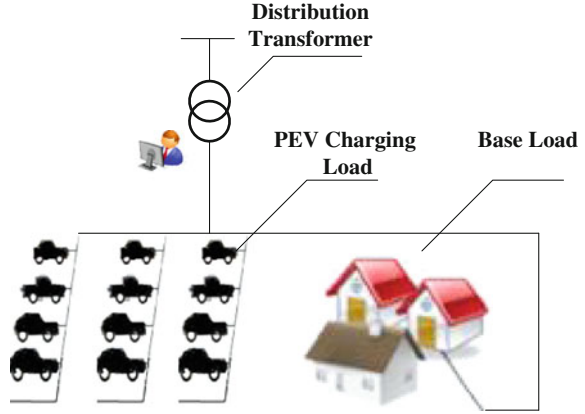 Distribution
Transformer
PEV Charging
Load
Base Load